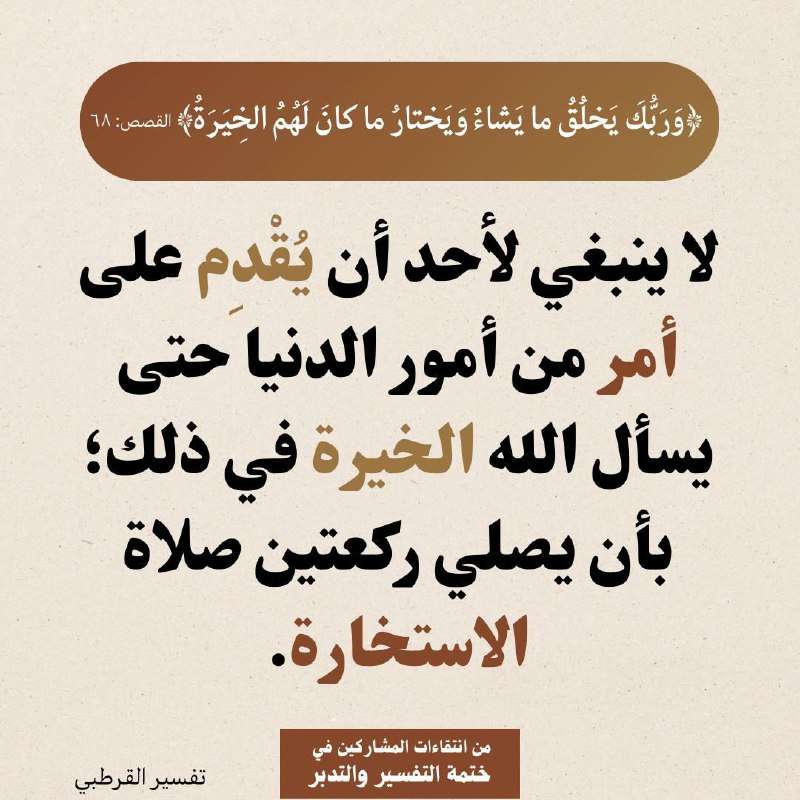 ﴿وَرَبُّكَ يَخلُقُ ما يَشاءُ وَيَختارُ ما كانَ لَهُمُ الخِيَرَةُ﴾ القصص: ٦٨
لا ينبغي لأحد أن يُقْدِم على
أمر من أمور الدنيا حتى
يسأل الله الخيرة في ذلك؛
بأن يصلي ركعتين صلاة
الاستخارة.
من انتقاءات المشاركين في
ختمة التفسير والتدبر
تفسير القرطبي